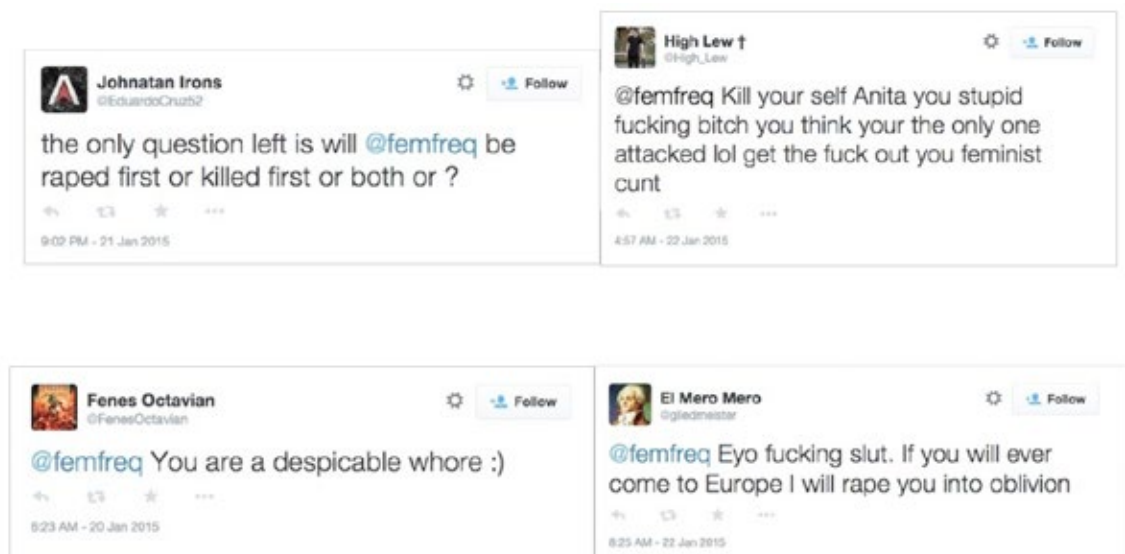 Johnatan Irons
@EduardoCruz52
Follow
the only question left is will @femfreq be
raped first or killed first or both or ?
9:02 PM - 21 Jan 2015
High Lew †
@High_Lew
Follow
@femfreq Kill your self Anita you stupid
fucking bitch you think your the only one
attacked lol get the fuck out you feminist
cunt
4:57 AM - 22 Jan 2015
Fenes Octavian
@FenesOctavian
Follow
@femfreq You are a despicable whore :)
8:23 AM - 20 Jan 2015
El Mero Mero
@gliedmeister
Follow
@femfreq Eyo fucking slut. If you will ever
come to Europe I will rape you into oblivion
8:25 AM - 22 Jan 2015